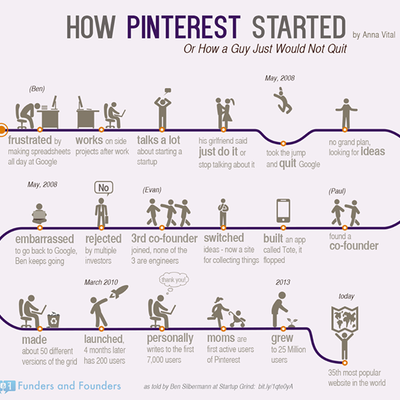 HOW PINTEREST STARTED
by Anna Vital
Or How a Guy Just Would Not Quit
(Ben)
May, 2008
frustrated by
making spreadsheets
all day at Google
works on side
projects after work
talks a lot
about starting a
startup
his girlfriend said
just do it or
stop talking about it
took the jump
and quit Google
no grand plan,
looking for ideas
May, 2008
No
(Evan)
(Paul)
embarrassed
to go back to Google,
Ben keeps going
rejected
by multiple
investors
3rd co-founder
joined, none of the
3 are engineers
switched
ideas - now a site
for collecting things
built an app
called Tote, it
flopped
found a
co-founder
March 2010
thank you!
2013
today
made
about 50 different
versions of the grid
launched,
4 months later
has 200 users
personally
writes to the first
7,000 users
moms are
first active users
of Pinterest
grew
to 25 Million
users
35th most popular
website in the world
Funders and Founders
as told by Ben Silbermann at Startup Grind: